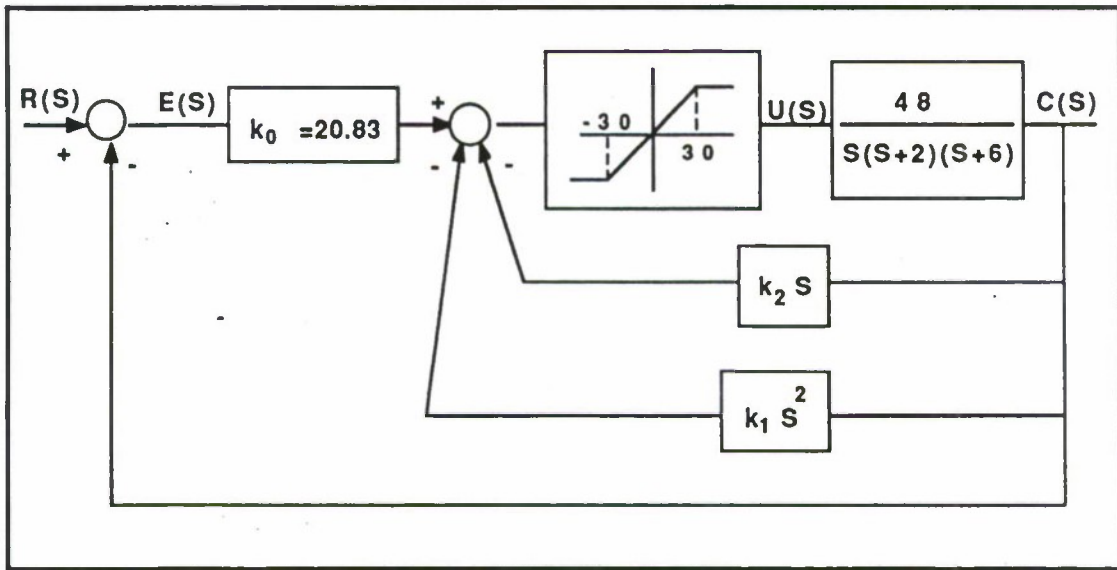 R(S)
+
-
E(S)
k₀ =20.83
+
-
-
-30
30
U(S)
48
S(S+2)(S+6)
C(S)
k₂ S
k₁ S²